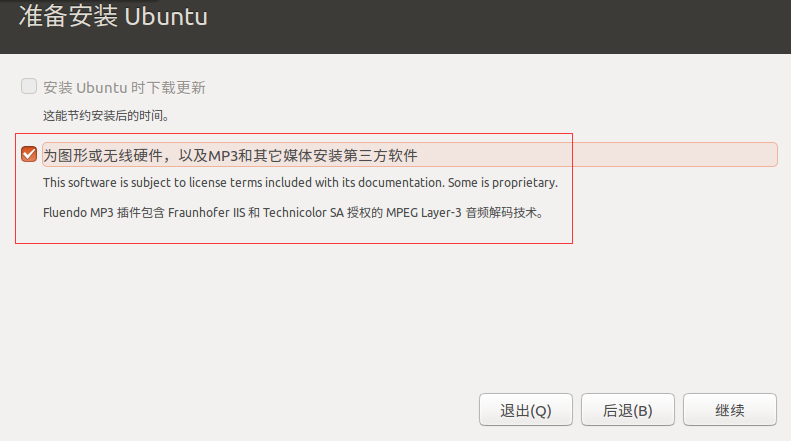 准备安装 Ubuntu
安装 Ubuntu 时下载更新
这能节约安装后的时间。
为图形或无线硬件，以及MP3和其它媒体安装第三方软件
This software is subject to license terms included with its documentation. Some is proprietary.
Fluendo MP3 插件包含 Fraunhofer IIS 和 Technicolor SA 授权的 MPEG Layer-3 音频解码技术。
退出(Q)
后退(B)
继续